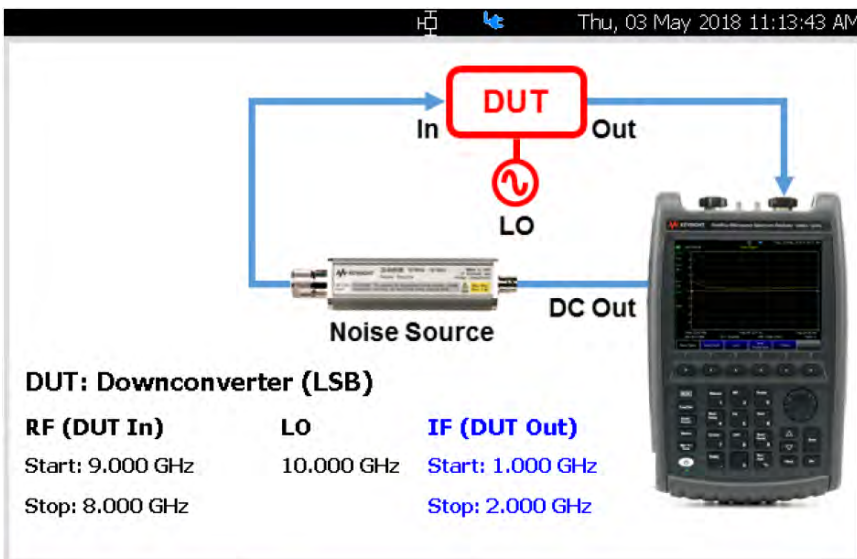 Thu, 03 May 2018 11:13:43 AM
DUT
In
Out
LO
KEYSIGHT
DC Out
Noise Source
DUT: Downconverter (LSB)
RF (DUT In) LO IF (DUT Out)
Start: 9.000 GHz 10.000 GHz Start: 1.000 GHz
Stop: 8.000 GHz Stop: 2.000 GHz